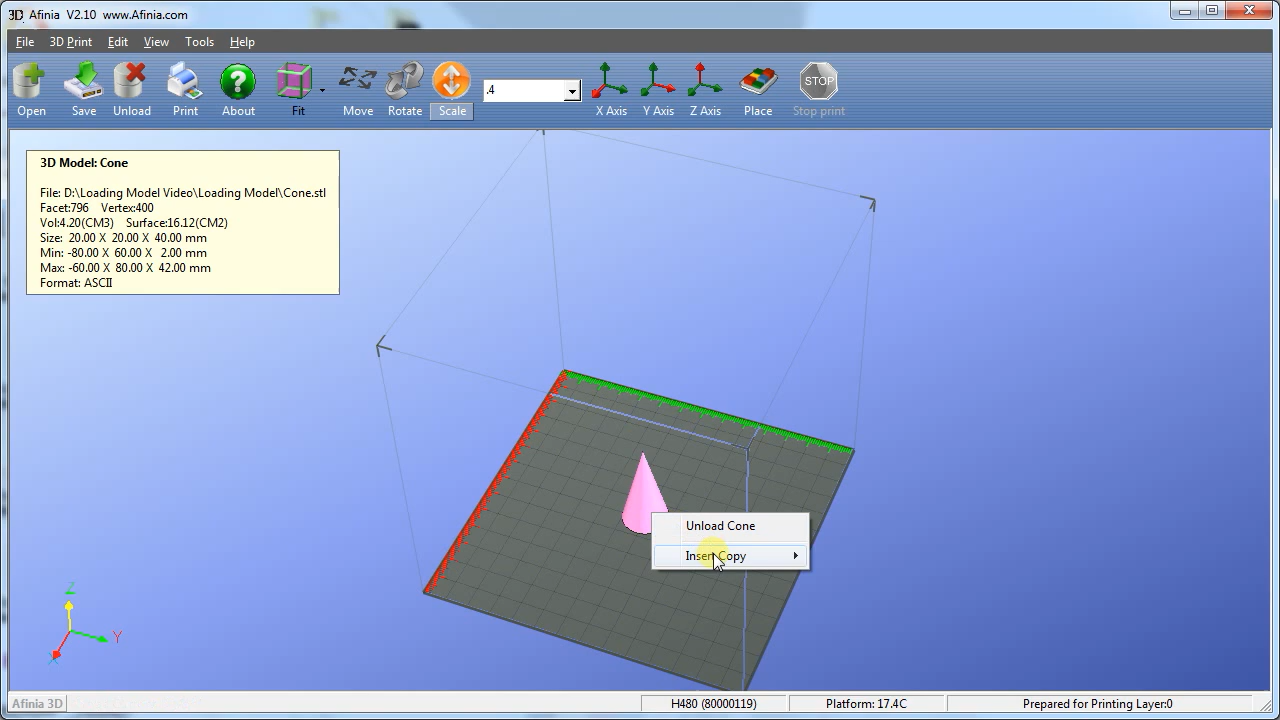 3D, Afinia V2.10 www.Afinia.com
File 3D Print Edit View Tools Help
.4
STOP
Open Save Unload Print About Fit Move Rotate Scale X Axis Y Axis Z Axis Place Stop print
3D Model: Cone
File: D:\Loading Model Video\Loading Model\Cone.stl
Facet:796 Vertex:400
Vol:4.20(CM3) Surface:16.12(CM2)
Size: 20.00 X 20.00 X 40.00 mm
Min: -80.00 X 60.00 X 2.00 mm
Max: -60.00 X 80.00 X 42.00 mm
Format: ASCII
Unload Cone
Insert Copy
Z
Y
X
Afinia 3D H480 (80000119) Platform: 17.4C Prepared for Printing Layer:0